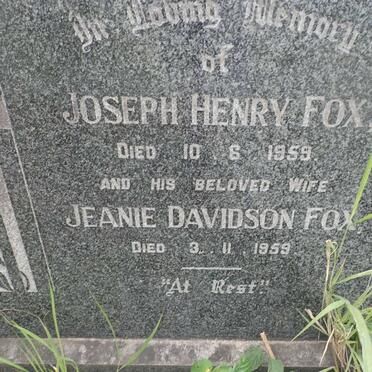 In Loving Memory
of
JOSEPH HENRY FOX,
DIED 10 . 6 . 1959.
AND HIS BELOVED WIFE
JEANIE DAVIDSON FOX
DIED 3 . 11 . 1959
"At Rest"